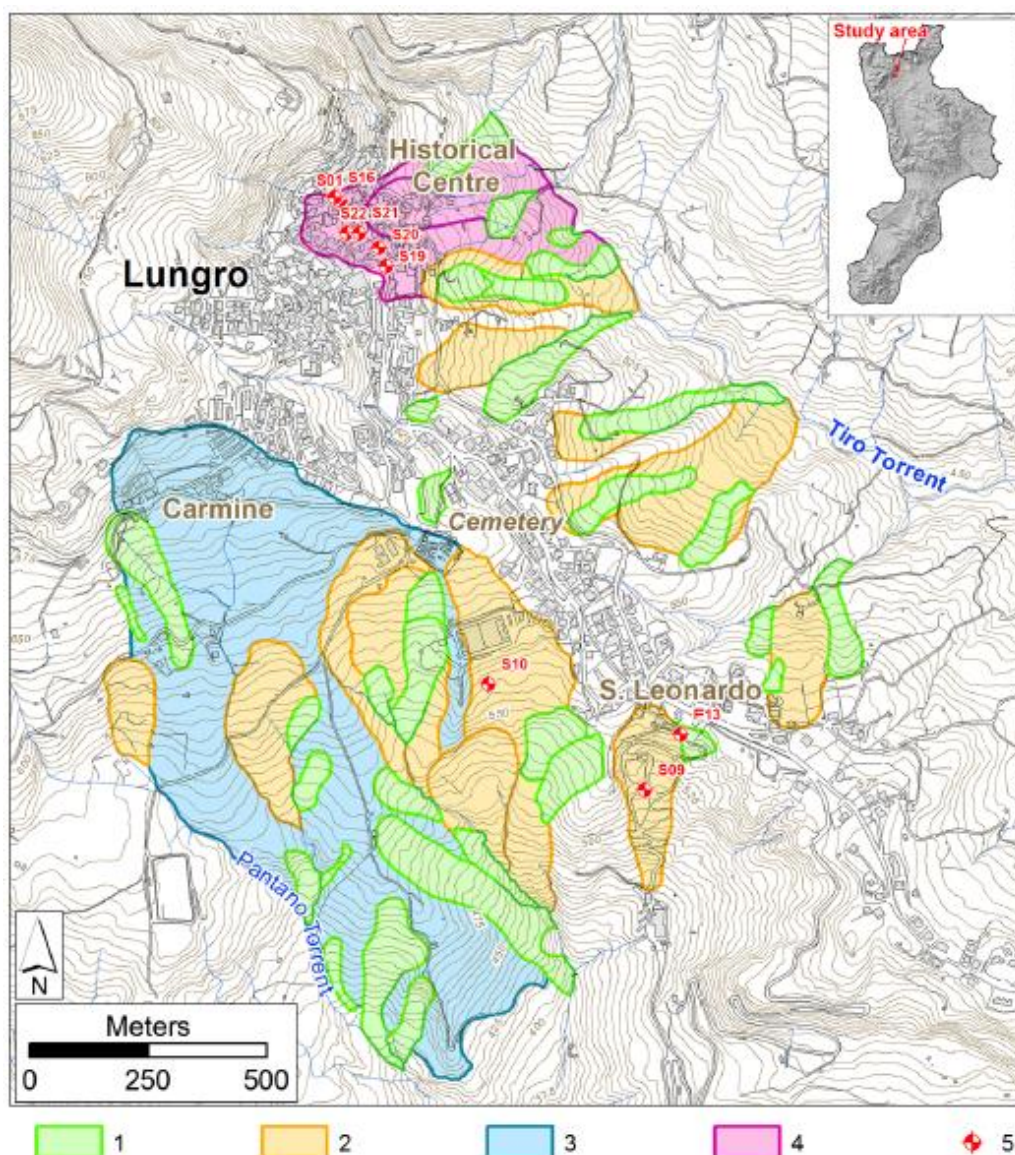 Study area
Historical
Centre
S01
S16
S22
S21
S20
S19
Lungro
Tiro Torrent
Carmine
Cemetery
S10
S. Leonardo
S09
Pantano Torrent
N
Meters
0
250
500
1
2
3
4
5